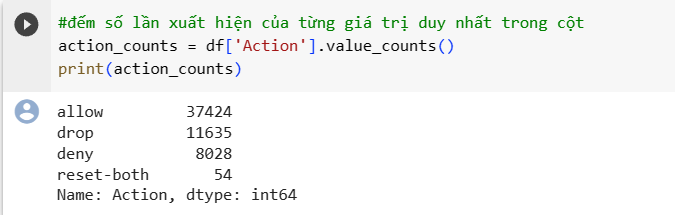 #đếm số lần xuất hiện của từng giá trị duy nhất trong cột
action_counts = df['Action'].value_counts()
print(action_counts)
allow 37424
drop 11635
deny 8028
reset-both 54
Name: Action, dtype: int64